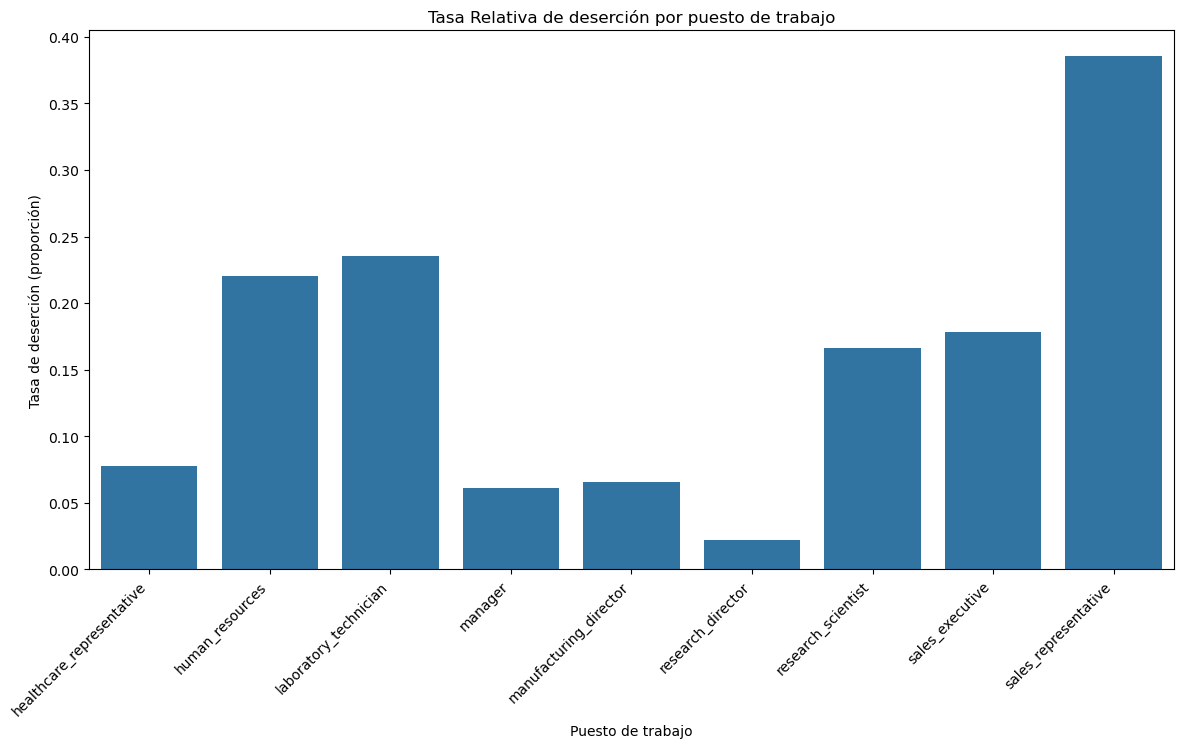 Tasa Relativa de deserción por puesto de trabajo
Tasa de deserción (proporción)
0.40
0.35
0.30
0.25
0.20
0.15
0.10
0.05
0.00
healthcare_representative
human_resources
laboratory_technician
manager
manufacturing_director
research_director
research_scientist
sales_executive
sales_representative
Puesto de trabajo